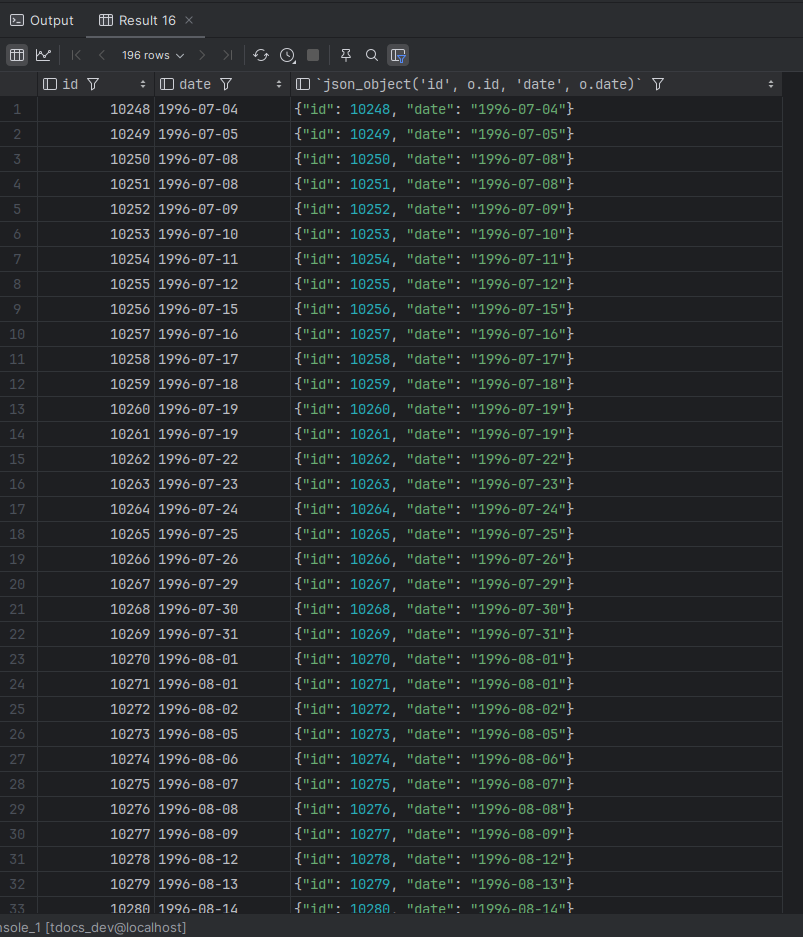 Output Result 16
196 rows
id date `json_object('id', o.id, 'date', o.date)`
1 10248 1996-07-04 {"id": 10248, "date": "1996-07-04"}
2 10249 1996-07-05 {"id": 10249, "date": "1996-07-05"}
3 10250 1996-07-08 {"id": 10250, "date": "1996-07-08"}
4 10251 1996-07-08 {"id": 10251, "date": "1996-07-08"}
5 10252 1996-07-09 {"id": 10252, "date": "1996-07-09"}
6 10253 1996-07-10 {"id": 10253, "date": "1996-07-10"}
7 10254 1996-07-11 {"id": 10254, "date": "1996-07-11"}
8 10255 1996-07-12 {"id": 10255, "date": "1996-07-12"}
9 10256 1996-07-15 {"id": 10256, "date": "1996-07-15"}
10 10257 1996-07-16 {"id": 10257, "date": "1996-07-16"}
11 10258 1996-07-17 {"id": 10258, "date": "1996-07-17"}
12 10259 1996-07-18 {"id": 10259, "date": "1996-07-18"}
13 10260 1996-07-19 {"id": 10260, "date": "1996-07-19"}
14 10261 1996-07-19 {"id": 10261, "date": "1996-07-19"}
15 10262 1996-07-22 {"id": 10262, "date": "1996-07-22"}
16 10263 1996-07-23 {"id": 10263, "date": "1996-07-23"}
17 10264 1996-07-24 {"id": 10264, "date": "1996-07-24"}
18 10265 1996-07-25 {"id": 10265, "date": "1996-07-25"}
19 10266 1996-07-26 {"id": 10266, "date": "1996-07-26"}
20 10267 1996-07-29 {"id": 10267, "date": "1996-07-29"}
21 10268 1996-07-30 {"id": 10268, "date": "1996-07-30"}
22 10269 1996-07-31 {"id": 10269, "date": "1996-07-31"}
23 10270 1996-08-01 {"id": 10270, "date": "1996-08-01"}
24 10271 1996-08-01 {"id": 10271, "date": "1996-08-01"}
25 10272 1996-08-02 {"id": 10272, "date": "1996-08-02"}
26 10273 1996-08-05 {"id": 10273, "date": "1996-08-05"}
27 10274 1996-08-06 {"id": 10274, "date": "1996-08-06"}
28 10275 1996-08-07 {"id": 10275, "date": "1996-08-07"}
29 10276 1996-08-08 {"id": 10276, "date": "1996-08-08"}
30 10277 1996-08-09 {"id": 10277, "date": "1996-08-09"}
31 10278 1996-08-12 {"id": 10278, "date": "1996-08-12"}
32 10279 1996-08-13 {"id": 10279, "date": "1996-08-13"}
33 10280 1996-08-14 {"id": 10280, "date": "1996-08-14"}
nsole_1 [tdocs_dev@localhost]